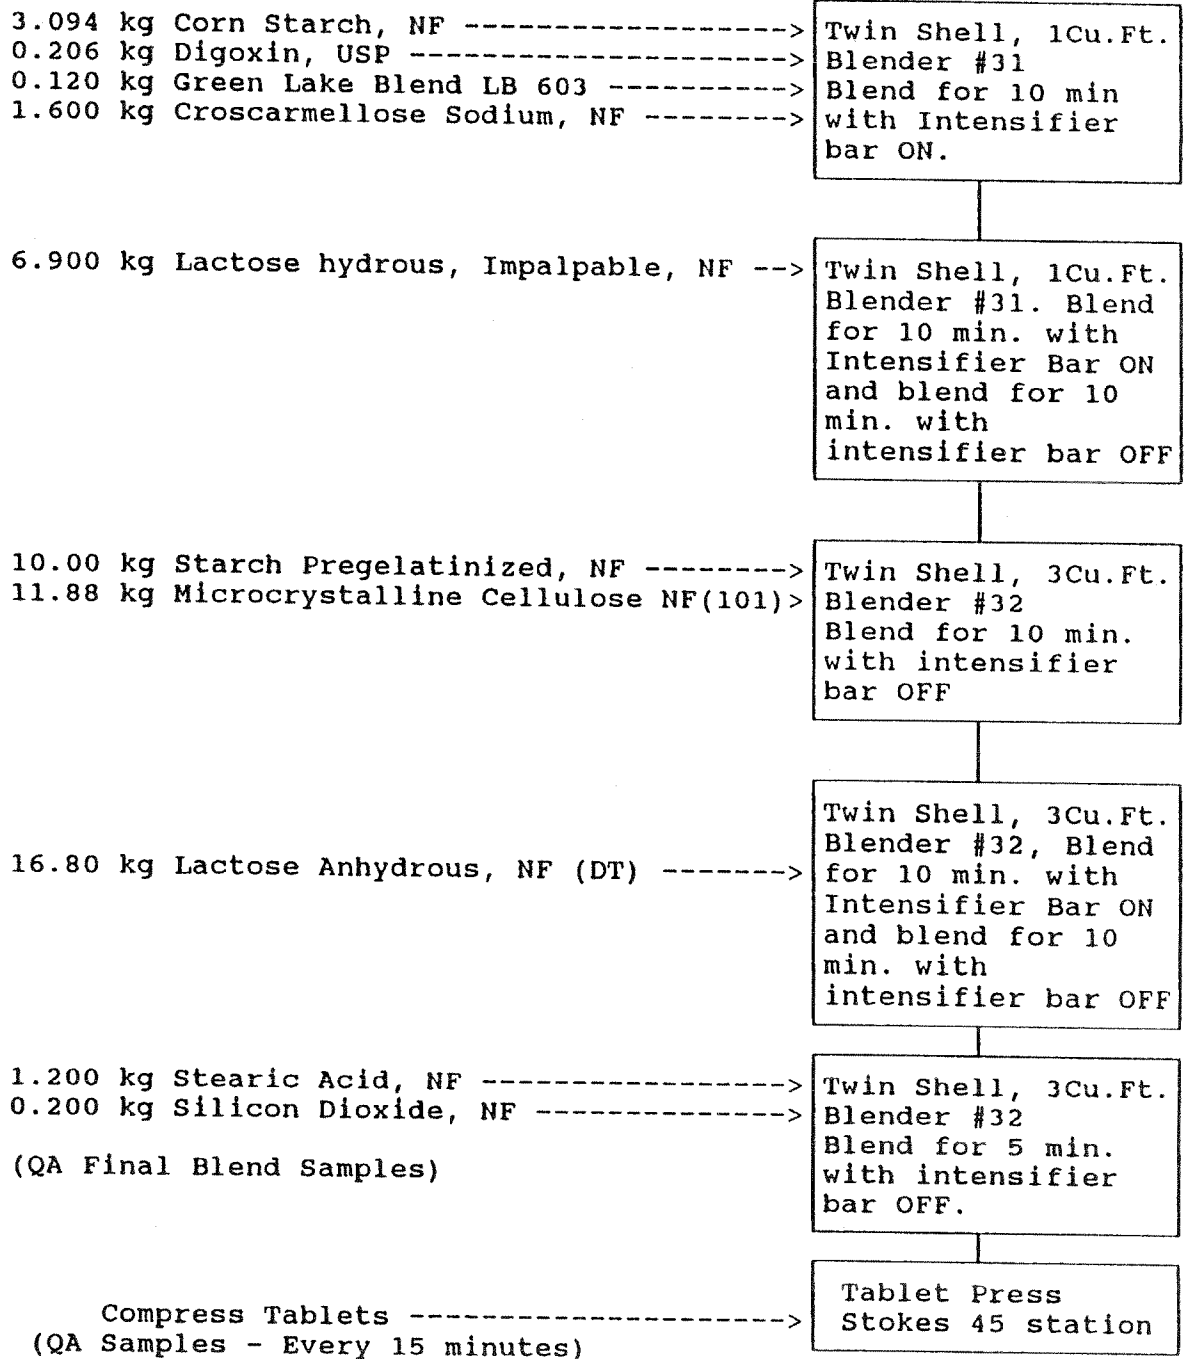 3.094 kg Corn Starch, NF ------------------>
0.206 kg Digoxin, USP --------------------->
0.120 kg Green Lake Blend LB 603 ---------->
1.600 kg Croscarmellose Sodium, NF -------->
Twin Shell, 1Cu.Ft.
Blender #31
Blend for 10 min
with Intensifier
bar ON.
6.900 kg Lactose hydrous, Impalpable, NF -->
Twin Shell, 1Cu.Ft.
Blender #31. Blend
for 10 min. with
Intensifier Bar ON
and blend for 10
min. with
intensifier bar OFF
10.00 kg Starch Pregelatinized, NF -------->
11.88 kg Microcrystalline Cellulose NF(101)>
Twin Shell, 3Cu.Ft.
Blender #32
Blend for 10 min.
with intensifier
bar OFF
16.80 kg Lactose Anhydrous, NF (DT) ------->
Twin Shell, 3Cu.Ft.
Blender #32, Blend
for 10 min. with
Intensifier Bar ON
and blend for 10
min. with
intensifier bar OFF
1.200 kg Stearic Acid, NF ----------------->
0.200 kg Silicon Dioxide, NF -------------->
(QA Final Blend Samples)
Twin Shell, 3Cu.Ft.
Blender #32
Blend for 5 min.
with intensifier
bar OFF.
Compress Tablets ---------------------->
(QA Samples - Every 15 minutes)
Tablet Press
Stokes 45 station